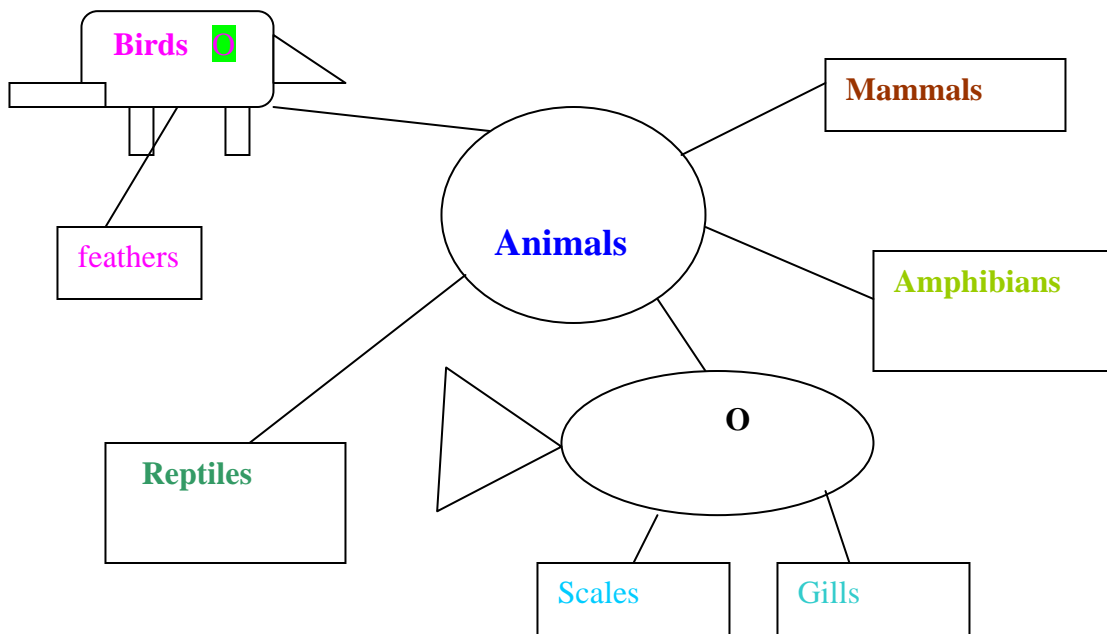 Birds O
Mammals
Animals
feathers
Amphibians
O
Reptiles
Scales
Gills